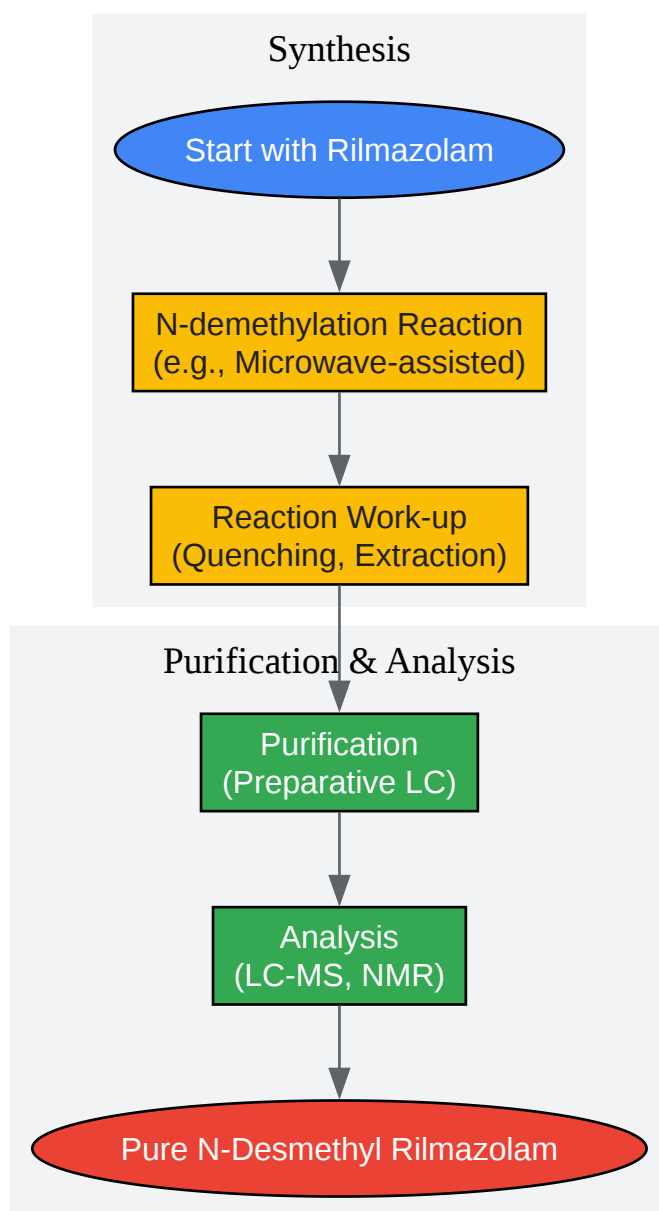 Synthesis
Start with Rilmazolam
N-demethylation Reaction
(e.g., Microwave-assisted)
Reaction Work-up
(Quenching, Extraction)
Purification & Analysis
Purification
(Preparative LC)
Analysis
(LC-MS, NMR)
Pure N-Desmethyl Rilmazolam